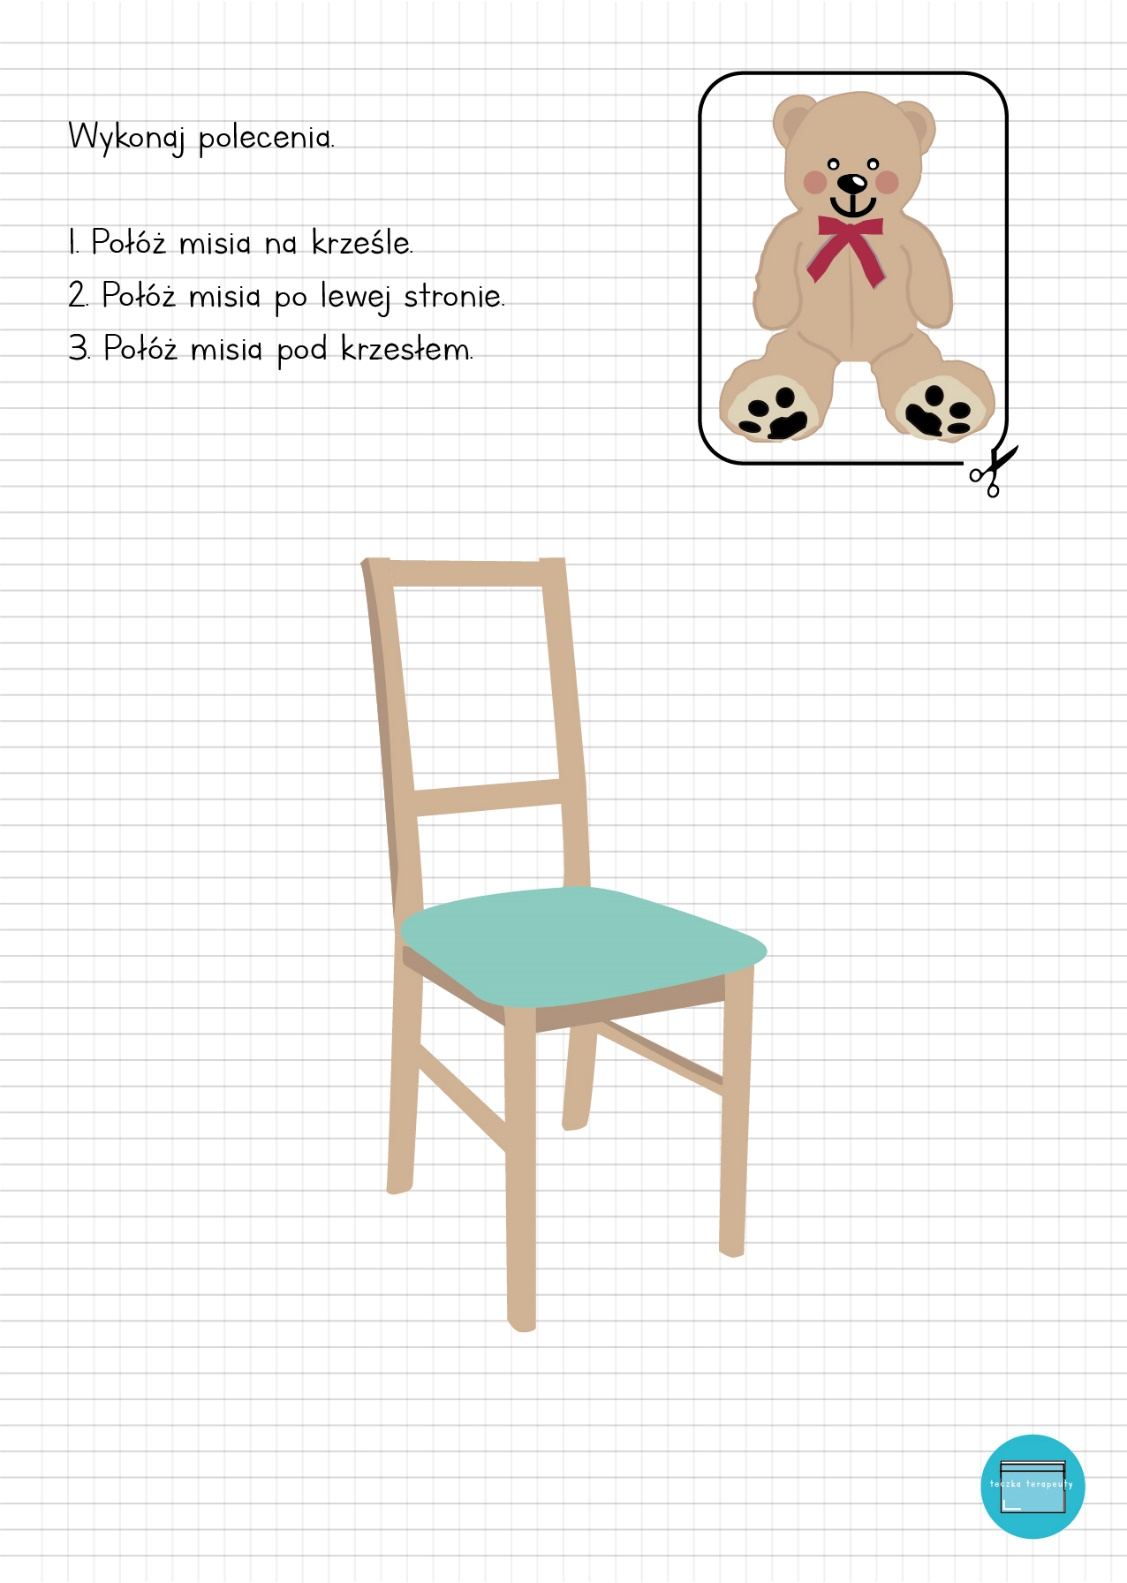 Wykonaj polecenia.
1. Połóż misia na krześle.
2. Połóż misia po lewej stronie.
3. Połóż misia pod krzesłem.
teczka terapeuty